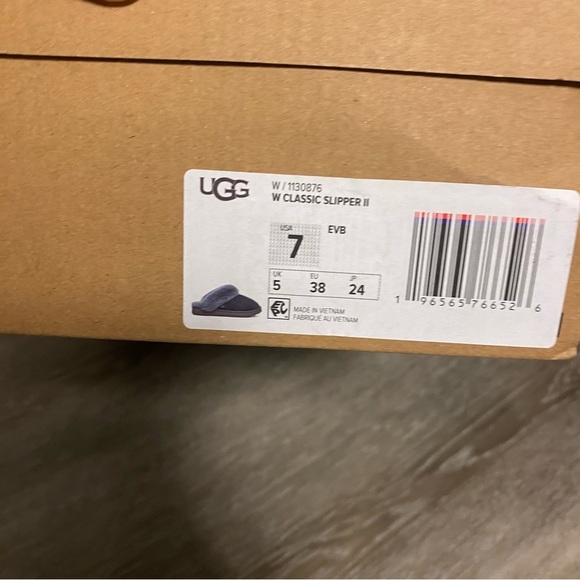 UGG
W / 1130876
W CLASSIC SLIPPER II
USA
7
EVB
UK EU JP
5 38 24
MADE IN VIETNAM
FABRIQUÉ AU VIETNAM
1 96565 76652 6